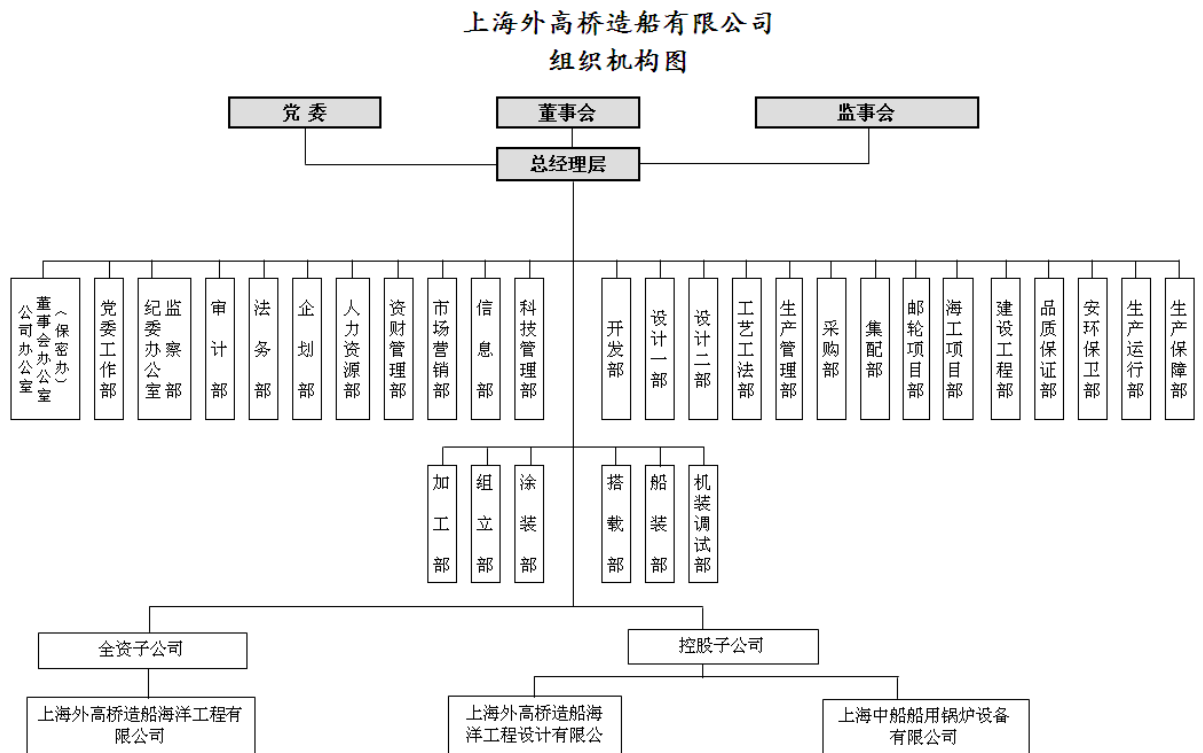 上海外高桥造船有限公司
组织机构图
党 委
董事会
监事会
总经理层
公司办公室
董事会办公室
（保密办）
党委工作部
纪委办公室
监察部
审计部
法务部
企划部
人力资源部
资财管理部
市场营销部
信息部
科技管理部
开发部
设计一部
设计二部
工艺工法部
生产管理部
采购部
集配部
邮轮项目部
海工项目部
建设工程部
品质保证部
安环保卫部
生产运行部
生产保障部
加工部
组立部
涂装部
搭载部
船装部
机装调试部
全资子公司
控股子公司
上海外高桥造船海洋工程有
限公司
上海外高桥造船海
洋工程设计有限公
上海中船船用锅炉设备
有限公司